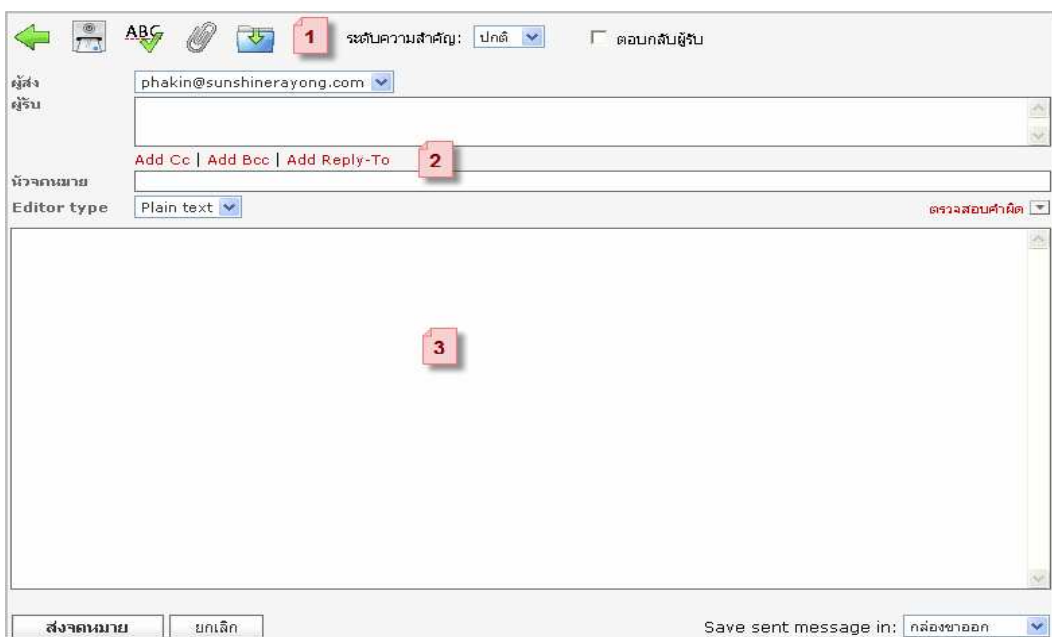 ABC 1 ระดับความสำคัญ: ปกติ ตอบกลับผู้รับ
ผู้ส่ง phakin@sunshinerayong.com
ผู้รับ
Add Cc | Add Bcc | Add Reply-To 2
หัวจดหมาย
Editor type Plain text ตรวจสอบคำผิด
3
ส่งจดหมาย ยกเลิก Save sent message in: กล่องขาออก